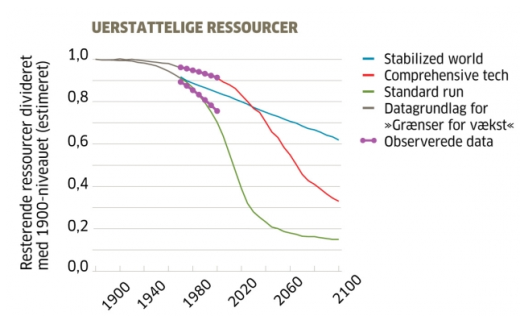 UERSTATTELIGE RESSOURCER
Resterende ressourcer divideret
med 1900-niveauet (estimeret)
1,0
0,8
0,6
0,4
0,2
0,0
1900
1940
1980
2020
2060
2100
Stabilized world
Comprehensive tech
Standard run
Datagrundlag for
»Grænser for vækst«
Observerede data